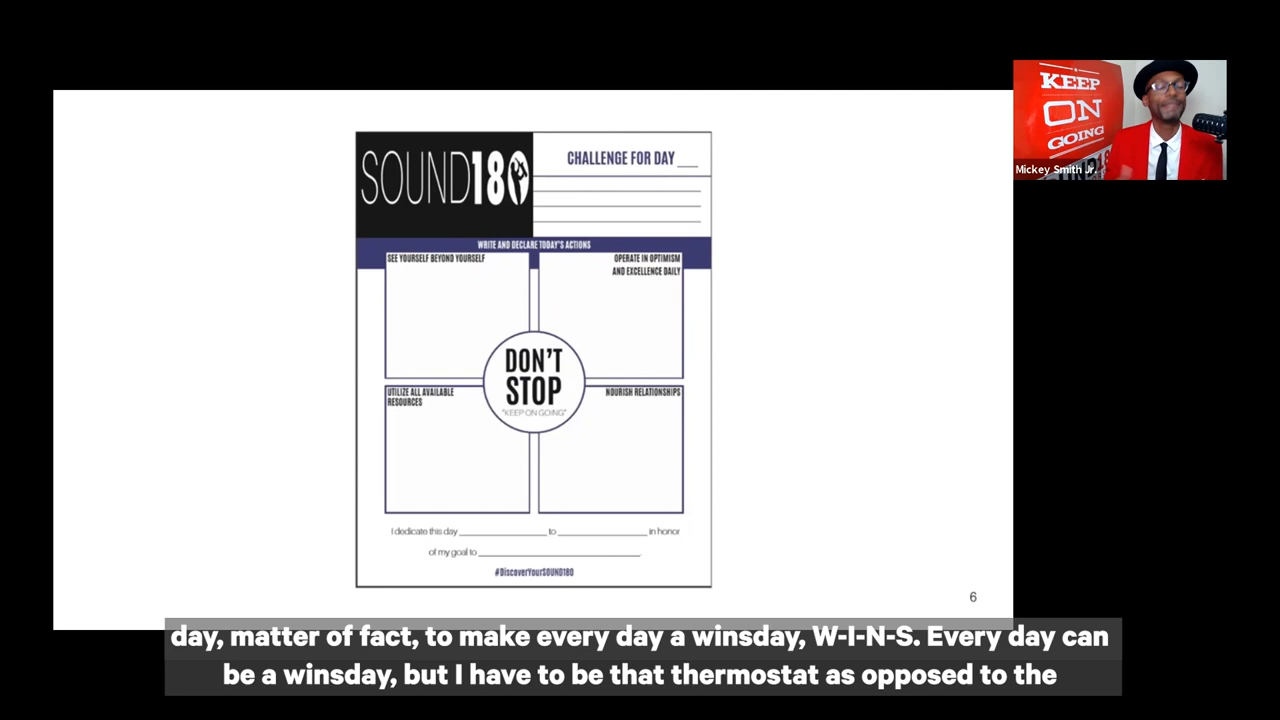 KEEP
ON
GOING
Mickey Smith Jr.
SOUND180
CHALLENGE FOR DAY ___
WRITE AND DECLARE TODAY'S ACTIONS
SEE YOURSELF BEYOND YOURSELF
OPERATE IN OPTIMISM
AND EXCELLENCE DAILY
DON'T
STOP
"KEEP ON GOING"
UTILIZE ALL AVAILABLE
RESOURCES
NOURISH RELATIONSHIPS
I dedicate this day ____________ to ____________ in honor
of my goal to ____________________.
#DiscoverYourSOUND180
6
day, matter of fact, to make every day a winsday, W-I-N-S. Every day can
be a winsday, but I have to be that thermostat as opposed to the